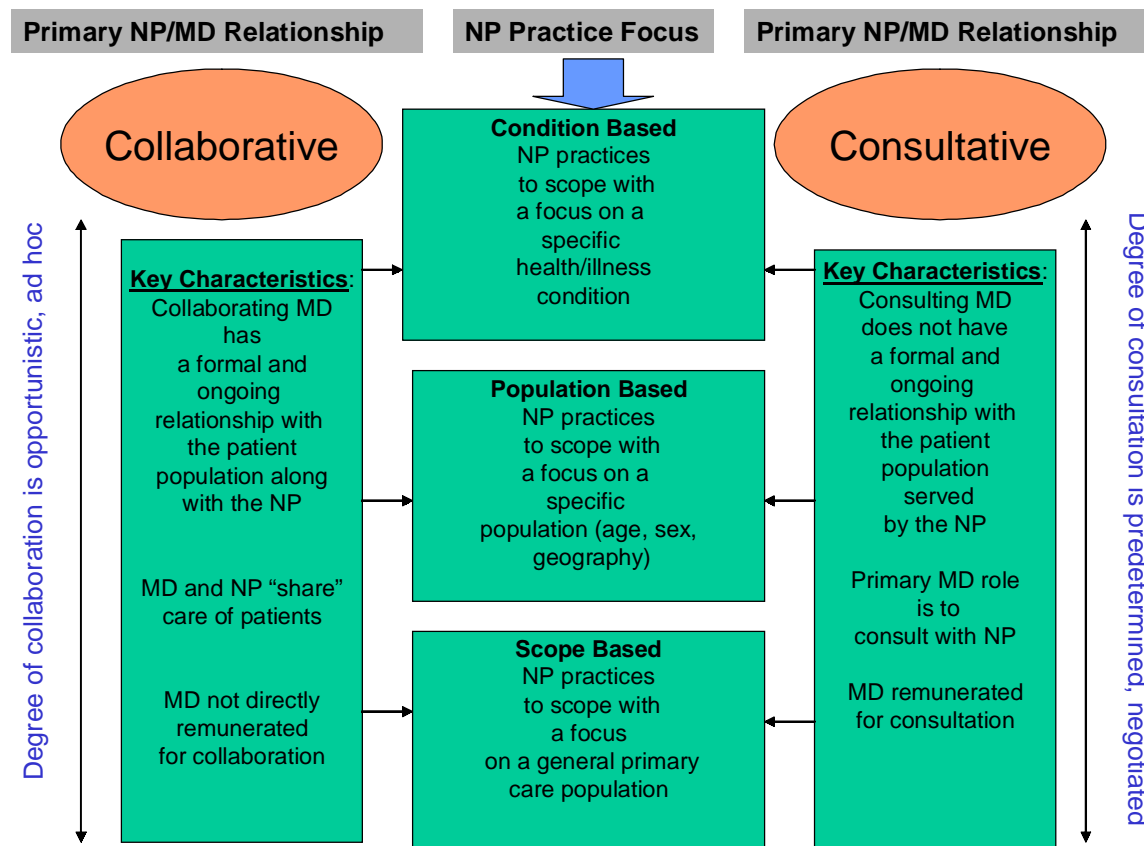 Primary NP/MD Relationship
NP Practice Focus
Primary NP/MD Relationship
Collaborative
Consultative
Degree of collaboration is opportunistic, ad hoc
Key Characteristics:
Collaborating MD
has
a formal and
ongoing
relationship with
the patient
population along
with the NP
MD and NP “share”
care of patients
MD not directly
remunerated
for collaboration
Condition Based
NP practices
to scope with
a focus on a
specific
health/illness
condition
Population Based
NP practices
to scope with
a focus on a
specific
population (age, sex,
geography)
Scope Based
NP practices
to scope with
a focus
on a general primary
care population
Key Characteristics:
Consulting MD
does not have
a formal and
ongoing
relationship with
the patient
population
served
by the NP
Primary MD role
is to
consult with NP
MD remunerated
for consultation
Degree of consultation is predetermined, negotiated